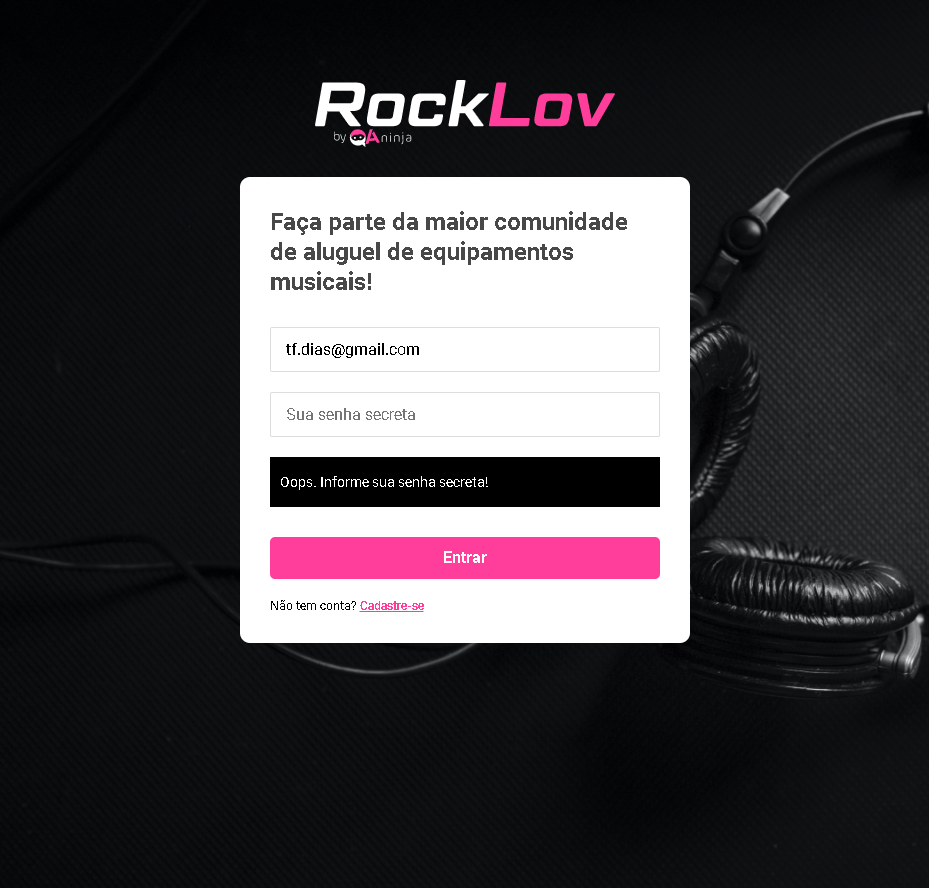 RockLov
by QAninja
Faça parte da maior comunidade
de aluguel de equipamentos
musicais!
tf.dias@gmail.com
Sua senha secreta
Oops. Informe sua senha secreta!
Entrar
Não tem conta? Cadastre-se